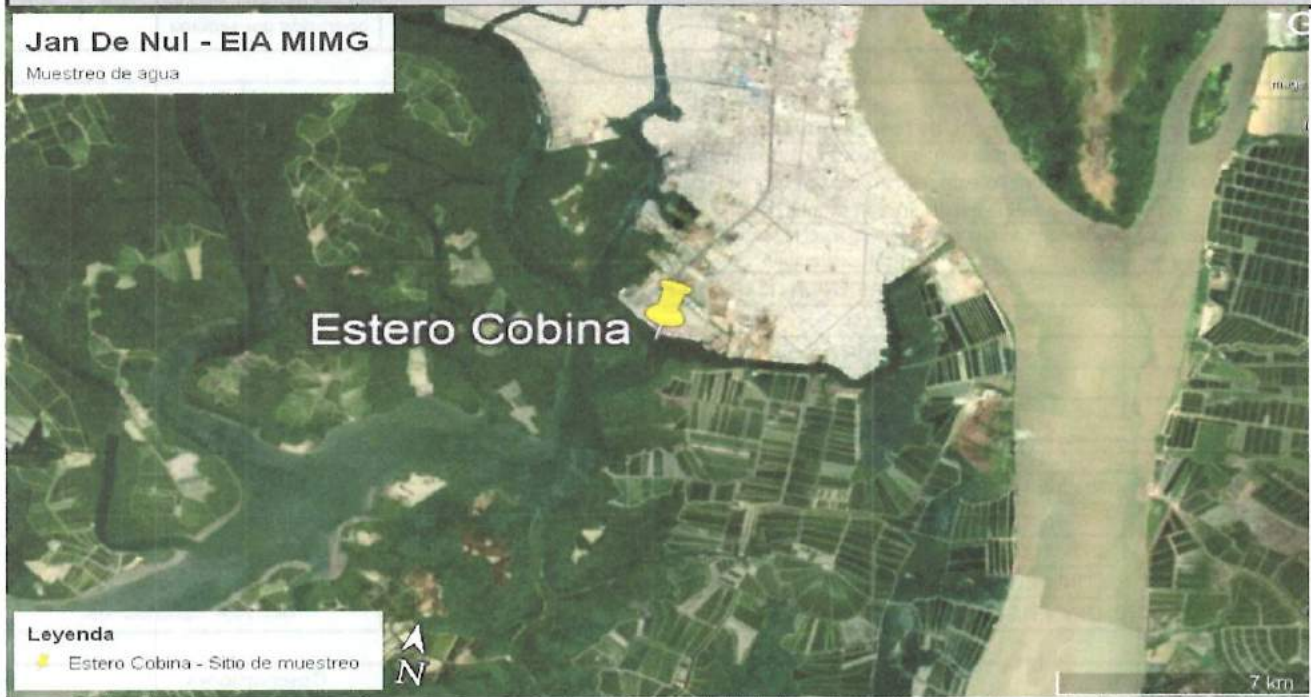 Jan De Nul - EIA MIMG
Muestreo de agua
Estero Cobina
Leyenda
Estero Cobina - Sitio de muestreo
N
7 km